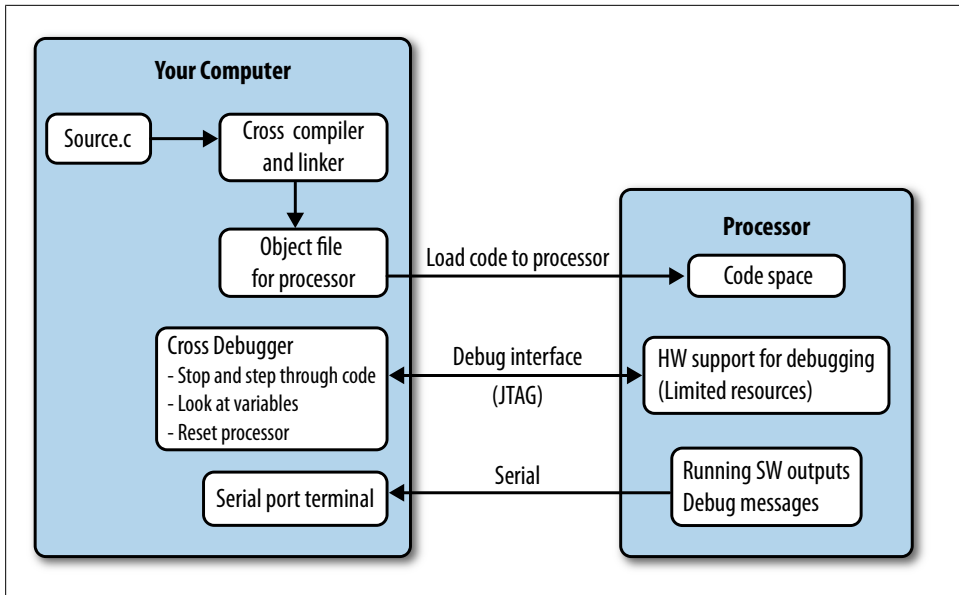 Your Computer
Source.c
Cross compiler
and linker
Object file
for processor
Load code to processor
Processor
Code space
Cross Debugger
- Stop and step through code
- Look at variables
- Reset processor
Debug interface
(JTAG)
HW support for debugging
(Limited resources)
Serial port terminal
Serial
Running SW outputs
Debug messages